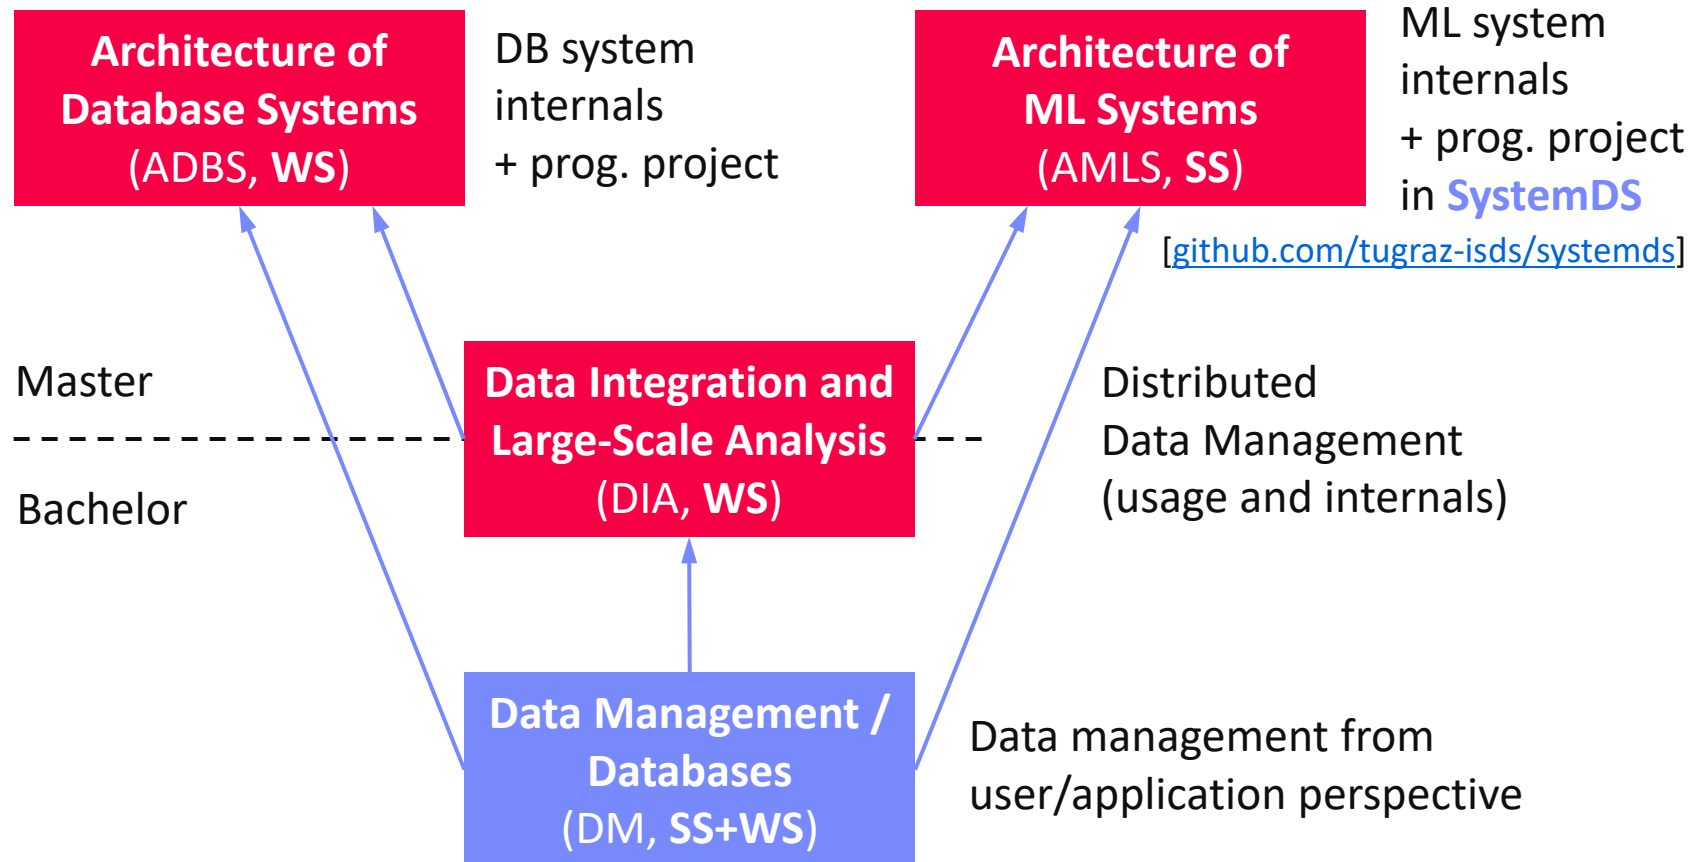 Architecture of
Database Systems
(ADBS, WS)
DB system
internals
+ prog. project
Architecture of
ML Systems
(AMLS, SS)
ML system
internals
+ prog. project
in SystemDS
[github.com/tugraz-isds/systemds]
Master
Bachelor
Data Integration and
Large-Scale Analysis
(DIA, WS)
Distributed
Data Management
(usage and internals)
Data Management /
Databases
(DM, SS+WS)
Data management from
user/application perspective